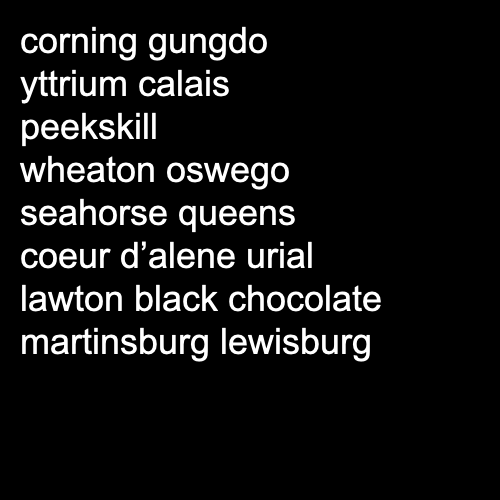 corning gungdo
yttrium calais
peekskill
wheaton oswego
seahorse queens
coeur d’alene urial
lawton black chocolate
martinsburg lewisburg